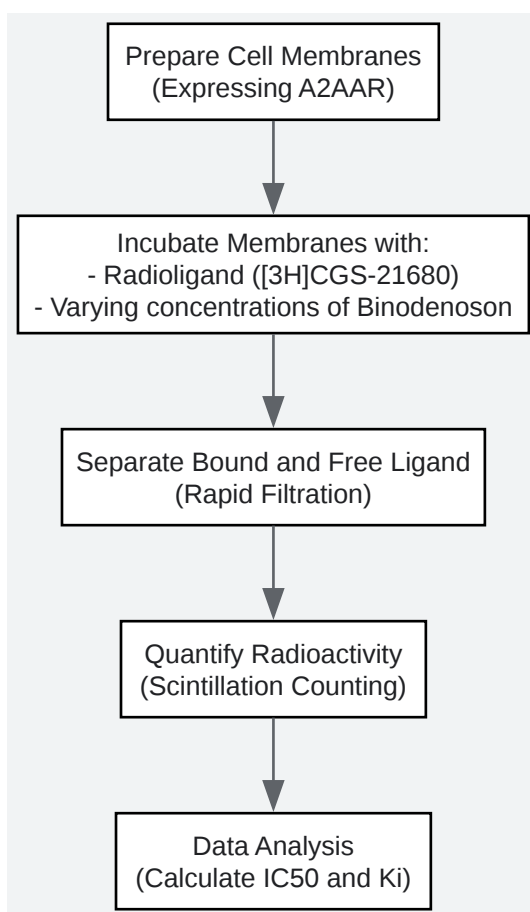 Prepare Cell Membranes
(Expressing A2AAR)
Incubate Membranes with:
- Radioligand ([3H]CGS-21680)
- Varying concentrations of Binodenoson
Separate Bound and Free Ligand
(Rapid Filtration)
Quantify Radioactivity
(Scintillation Counting)
Data Analysis
(Calculate IC50 and Ki)